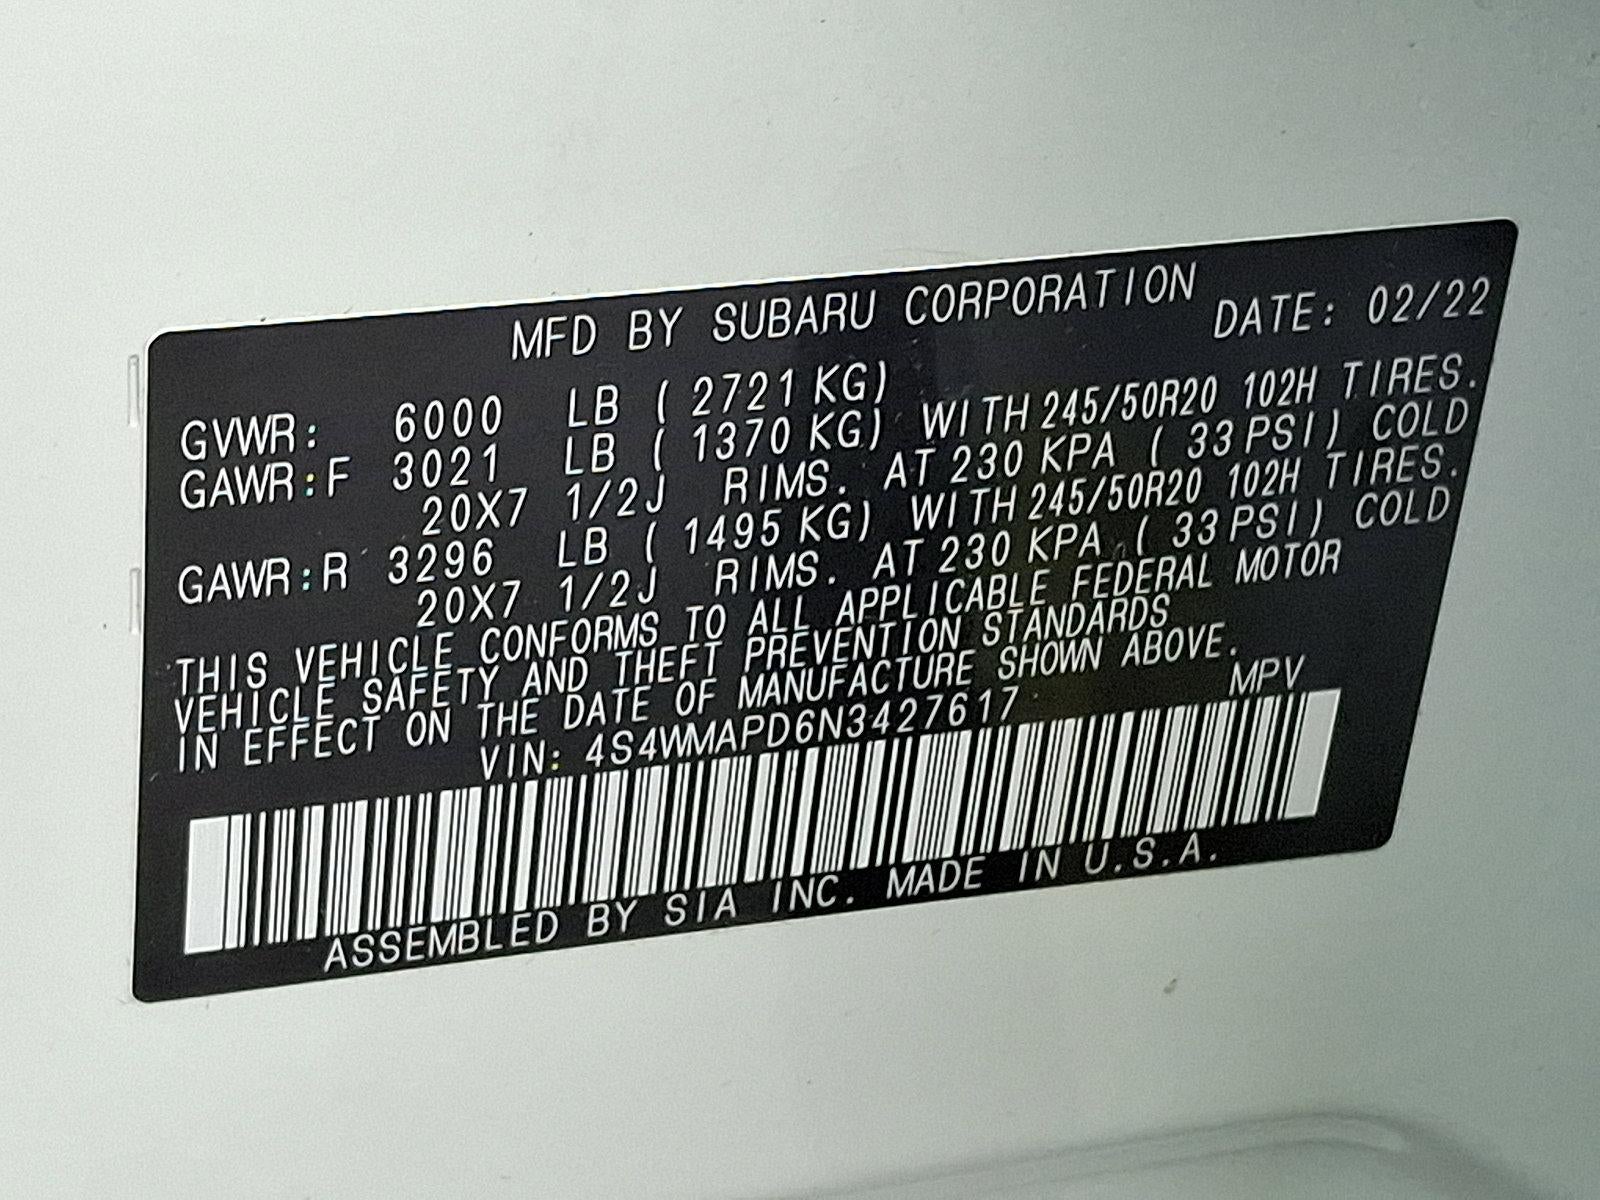 MFD BY SUBARU CORPORATION
DATE: 02/22
GVWR: 6000 LB ( 2721 KG)
GAWR:F 3021 LB ( 1370 KG) WITH 245/50R20 102H TIRES.
20X7 1/2J RIMS. AT 230 KPA ( 33 PSI) COLD
GAWR:R 3296 LB ( 1495 KG) WITH 245/50R20 102H TIRES.
20X7 1/2J RIMS. AT 230 KPA ( 33 PSI) COLD
THIS VEHICLE CONFORMS TO ALL APPLICABLE FEDERAL MOTOR
VEHICLE SAFETY AND THEFT PREVENTION STANDARDS
IN EFFECT ON THE DATE OF MANUFACTURE SHOWN ABOVE.
VIN: 4S4WMAPD6N3427617 MPV
ASSEMBLED BY SIA INC. MADE IN U.S.A.